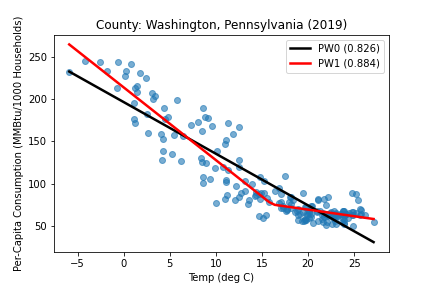 County: Washington, Pennsylvania (2019)
PW0 (0.826)
PW1 (0.884)
Per-Capita Consumption (MMBtu/1000 Households)
250
200
150
100
50
−5
0
5
10
15
20
25
Temp (deg C)